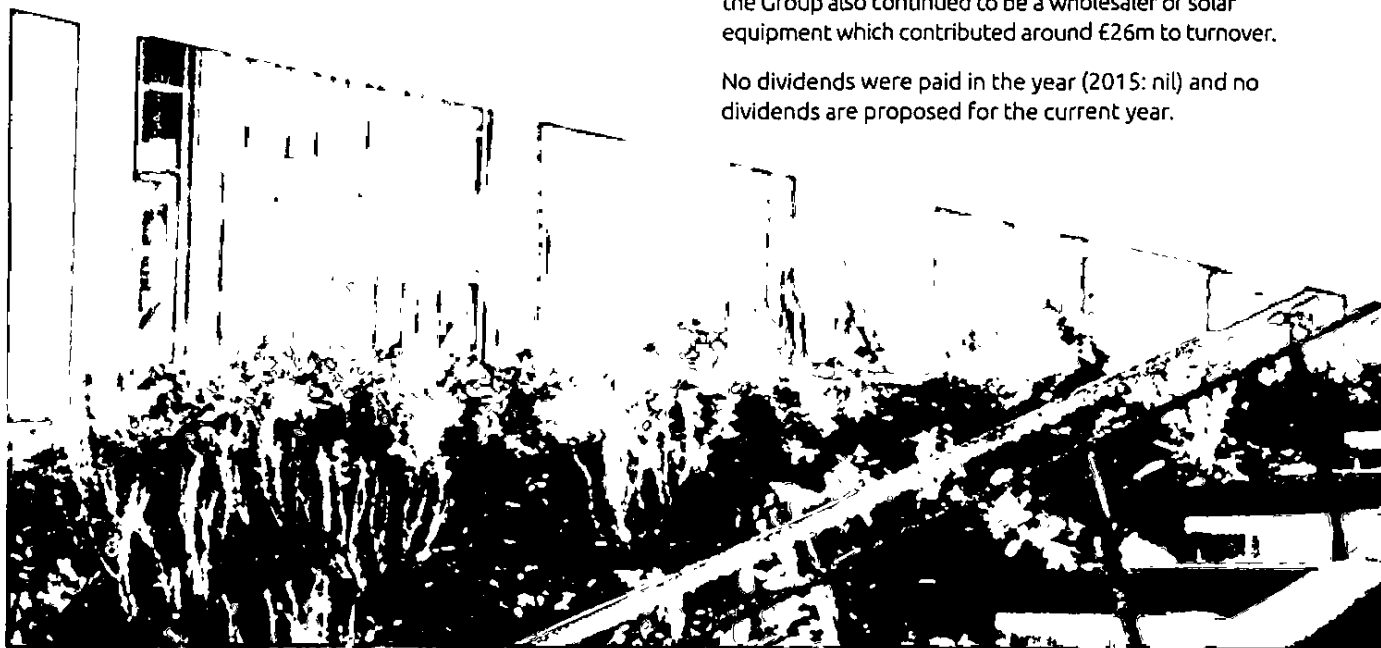 the Group also continued to be a wholesaler of solar
equipment which contributed around £26m to turnover.
No dividends were paid in the year (2015: nil) and no
dividends are proposed for the current year.